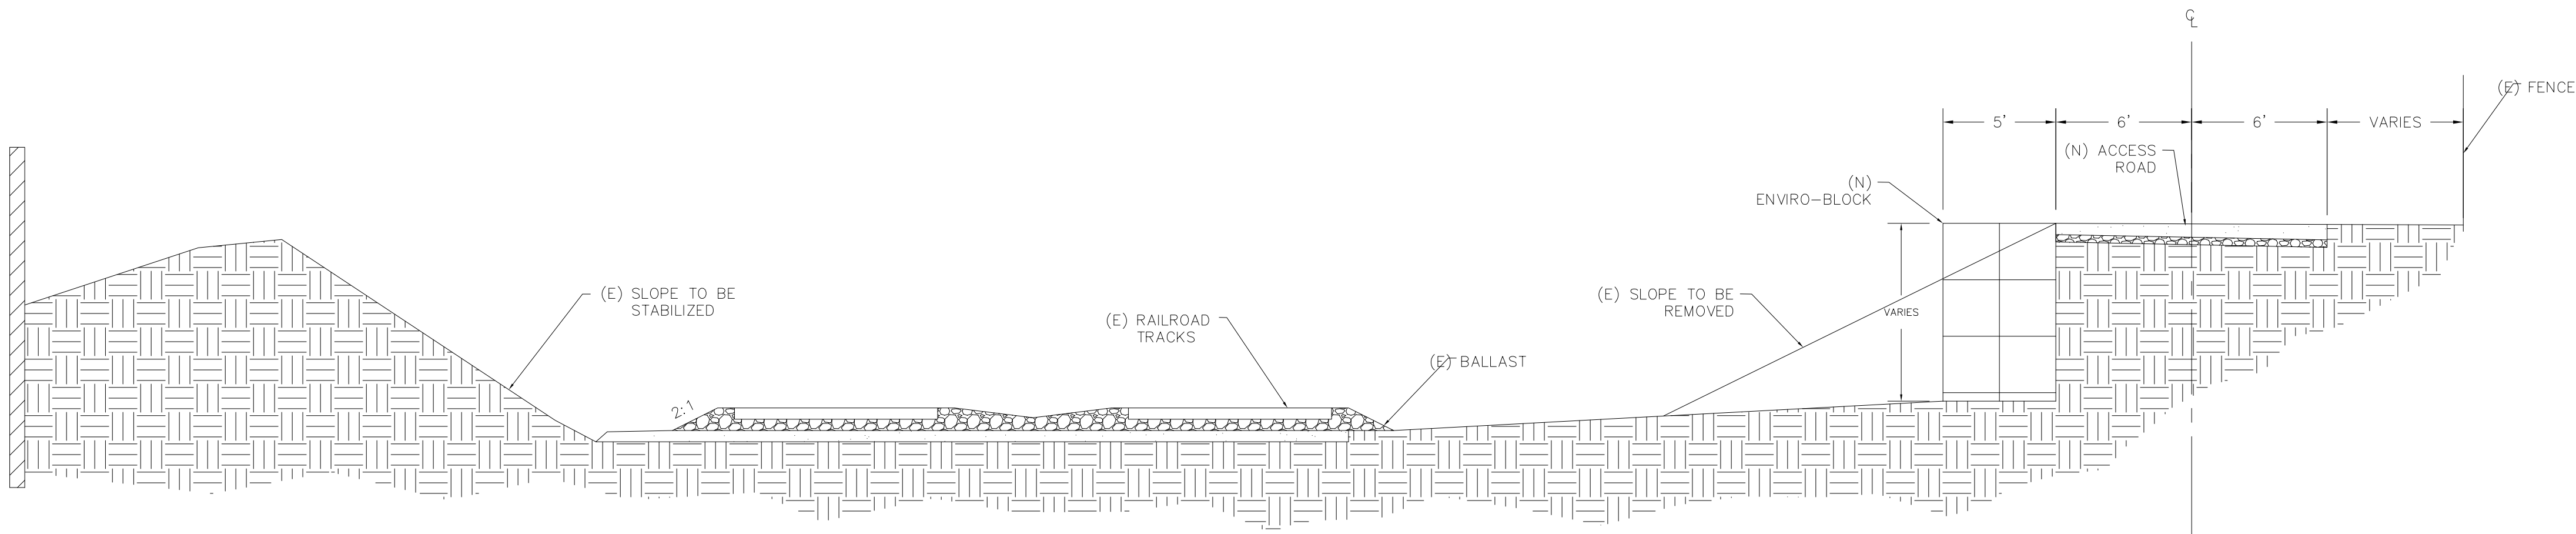 ℄
(E) FENCE
5'
6'
6'
VARIES
(N) ACCESS
ROAD
(N)
ENVIRO-BLOCK
(E) SLOPE TO BE
STABILIZED
(E) SLOPE TO BE
REMOVED
VARIES
(E) RAILROAD
TRACKS
(E) BALLAST
2:1